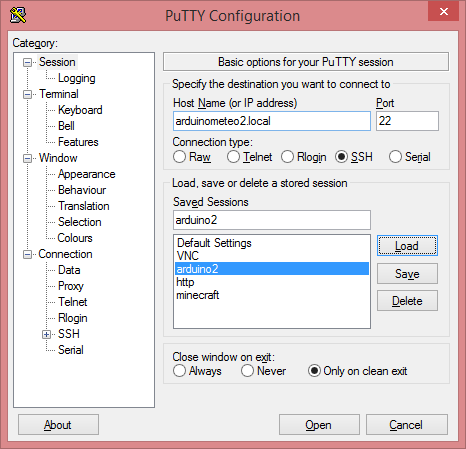 PuTTY Configuration
Category:
Session
Logging
Terminal
Keyboard
Bell
Features
Window
Appearance
Behaviour
Translation
Selection
Colours
Connection
Data
Proxy
Telnet
Rlogin
SSH
Serial
Basic options for your PuTTY session
Specify the destination you want to connect to
Host Name (or IP address) Port
arduinometeo2.local 22
Connection type:
Raw Telnet Rlogin SSH Serial
Load, save or delete a stored session
Saved Sessions
arduino2
Default Settings
VNC
arduino2
http
minecraft
Load
Save
Delete
Close window on exit:
Always Never Only on clean exit
About Open Cancel